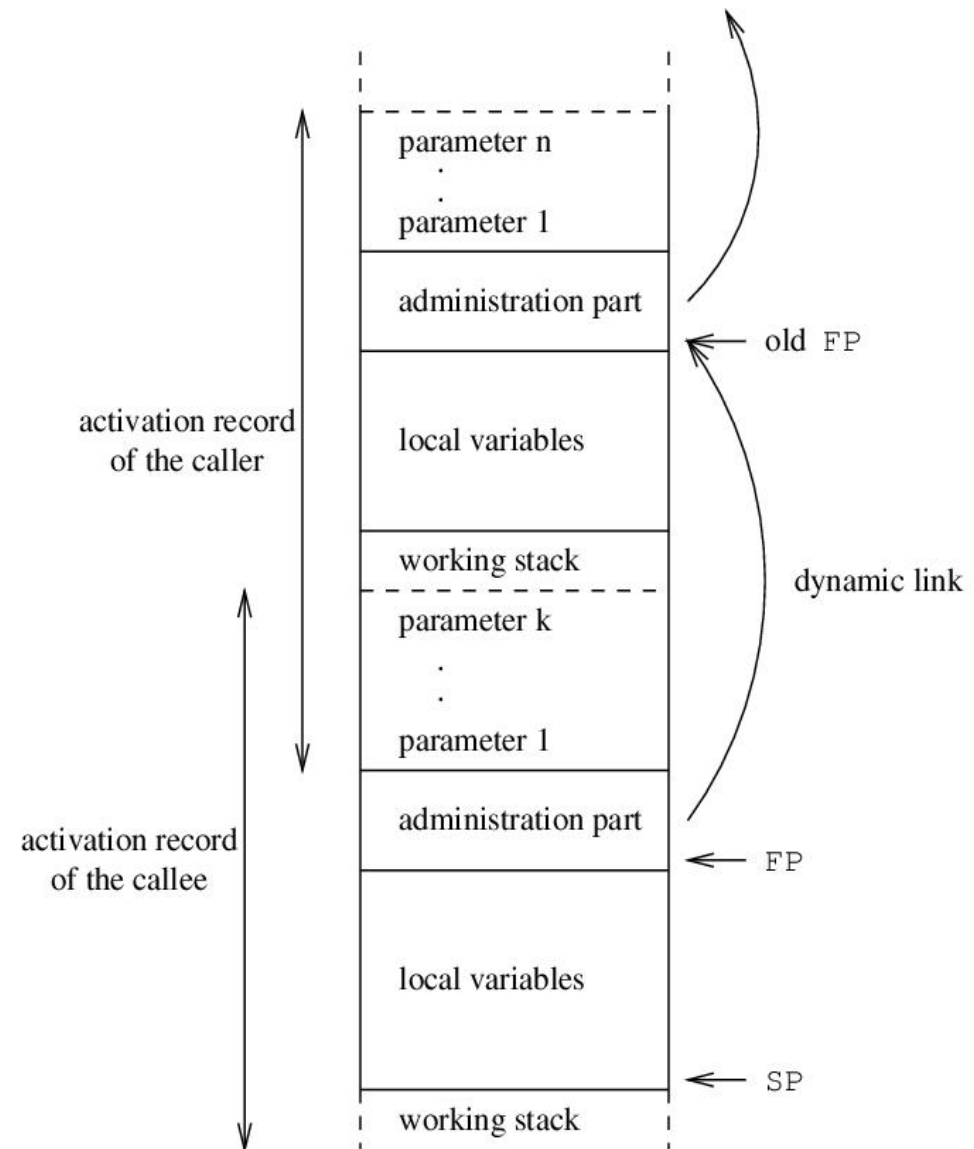 parameter n
.
.
parameter 1
administration part
old FP
activation record
of the caller
local variables
working stack
dynamic link
parameter k
.
.
parameter 1
administration part
activation record
of the callee
FP
local variables
SP
working stack